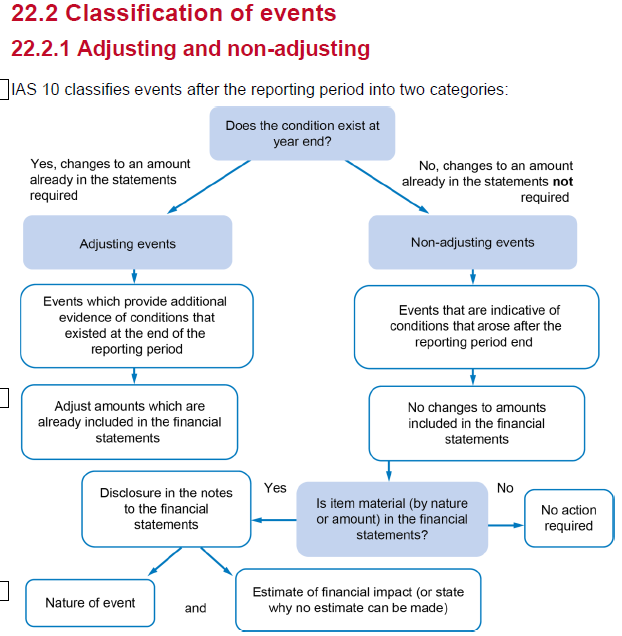 22.2 Classification of events
22.2.1 Adjusting and non-adjusting
IAS 10 classifies events after the reporting period into two categories:
Does the condition exist at
year end?
Yes, changes to an amount
already in the statements
required
No, changes to an amount
already in the statements not
required
Adjusting events
Non-adjusting events
Events which provide additional
evidence of conditions that
existed at the end of the
reporting period
Events that are indicative of
conditions that arose after the
reporting period end
Adjust amounts which are
already included in the financial
statements
No changes to amounts
included in the financial
statements
Disclosure in the notes
to the financial
statements
Yes
Is item material (by nature
or amount) in the financial
statements?
No
No action
required
Nature of event
and
Estimate of financial impact (or state
why no estimate can be made)